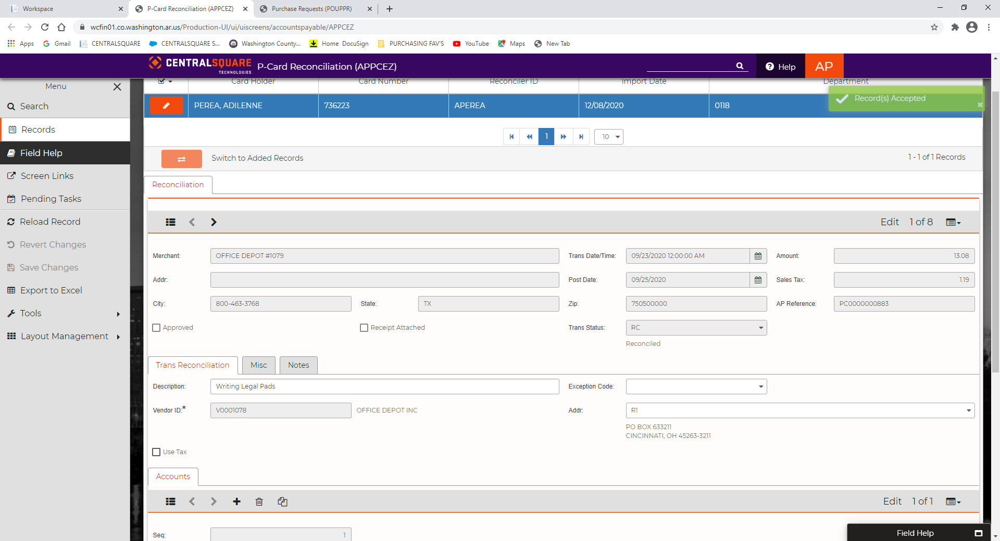 Workspace
P-Card Reconciliation (APPCEZ)
Purchase Requests (POUPPR)
wcfin01.co.washington.ar.us/Production-UI/ui/uiscreens/accountspayable/APPCEZ
Apps
Gmail
CENTRALSQUARE
CENTRALSQUARE S...
Washington County...
Home DocuSign
PURCHASING FAV'S
YouTube
Maps
New Tab
CENTRALSQUARE
TECHNOLOGIES
P-Card Reconciliation (APPCEZ)
Help
AP
Menu
Search
Records
Field Help
Screen Links
Pending Tasks
Reload Record
Revert Changes
Save Changes
Export to Excel
Tools
Layout Management
Card Holder Card Number Reconciler ID Import Date Department
PEREA, ADILENNE 736223 APEREA 12/08/2020 0118
Record(s) Accepted
1
10
Switch to Added Records
1 - 1 of 1 Records
Reconciliation
Edit 1 of 8
Merchant: OFFICE DEPOT #1079 Trans Date/Time: 09/23/2020 12:00:00 AM Amount: 13.08
Addr: Post Date: 09/25/2020 Sales Tax: 1.19
City: 800-463-3768 State: TX Zip: 750500000 AP Reference: PC0000000883
Approved Receipt Attached Trans Status: RC
Reconciled
Trans Reconciliation Misc Notes
Description: Writing Legal Pads Exception Code:
Vendor ID:* V0001078 OFFICE DEPOT INC Addr: R1
PO BOX 633211
CINCINNATI, OH 45263-3211
Use Tax
Accounts
Edit 1 of 1
Seq: 1
Field Help